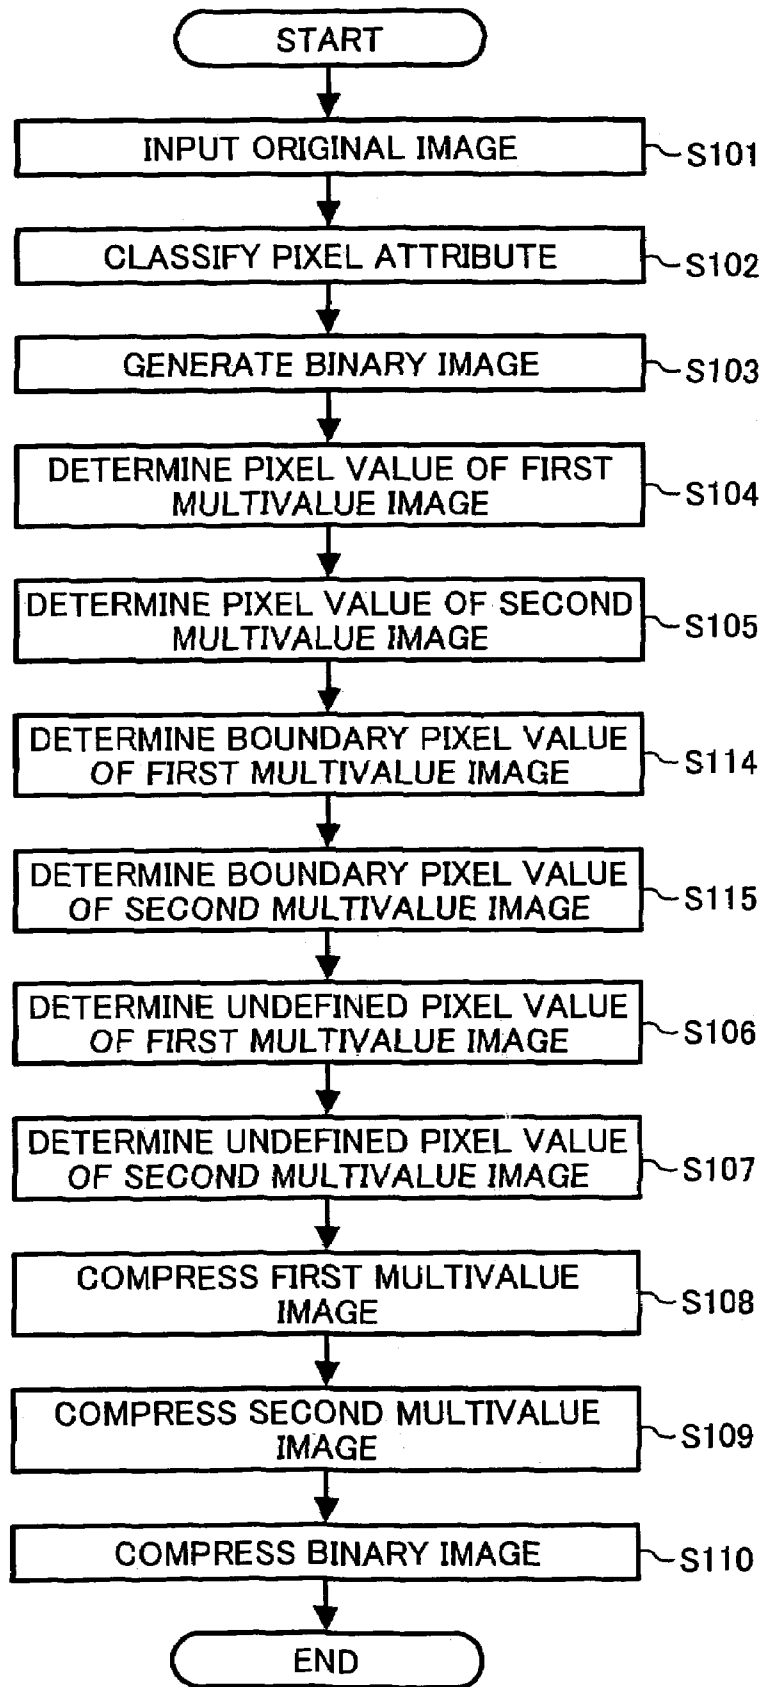 START
INPUT ORIGINAL IMAGE
S101
CLASSIFY PIXEL ATTRIBUTE
S102
GENERATE BINARY IMAGE
S103
DETERMINE PIXEL VALUE OF FIRST
MULTIVALUE IMAGE
S104
DETERMINE PIXEL VALUE OF SECOND
MULTIVALUE IMAGE
S105
DETERMINE BOUNDARY PIXEL VALUE
OF FIRST MULTIVALUE IMAGE
S114
DETERMINE BOUNDARY PIXEL VALUE
OF SECOND MULTIVALUE IMAGE
S115
DETERMINE UNDEFINED PIXEL VALUE
OF FIRST MULTIVALUE IMAGE
S106
DETERMINE UNDEFINED PIXEL VALUE
OF SECOND MULTIVALUE IMAGE
S107
COMPRESS FIRST MULTIVALUE
IMAGE
S108
COMPRESS SECOND MULTIVALUE
IMAGE
S109
COMPRESS BINARY IMAGE
S110
END